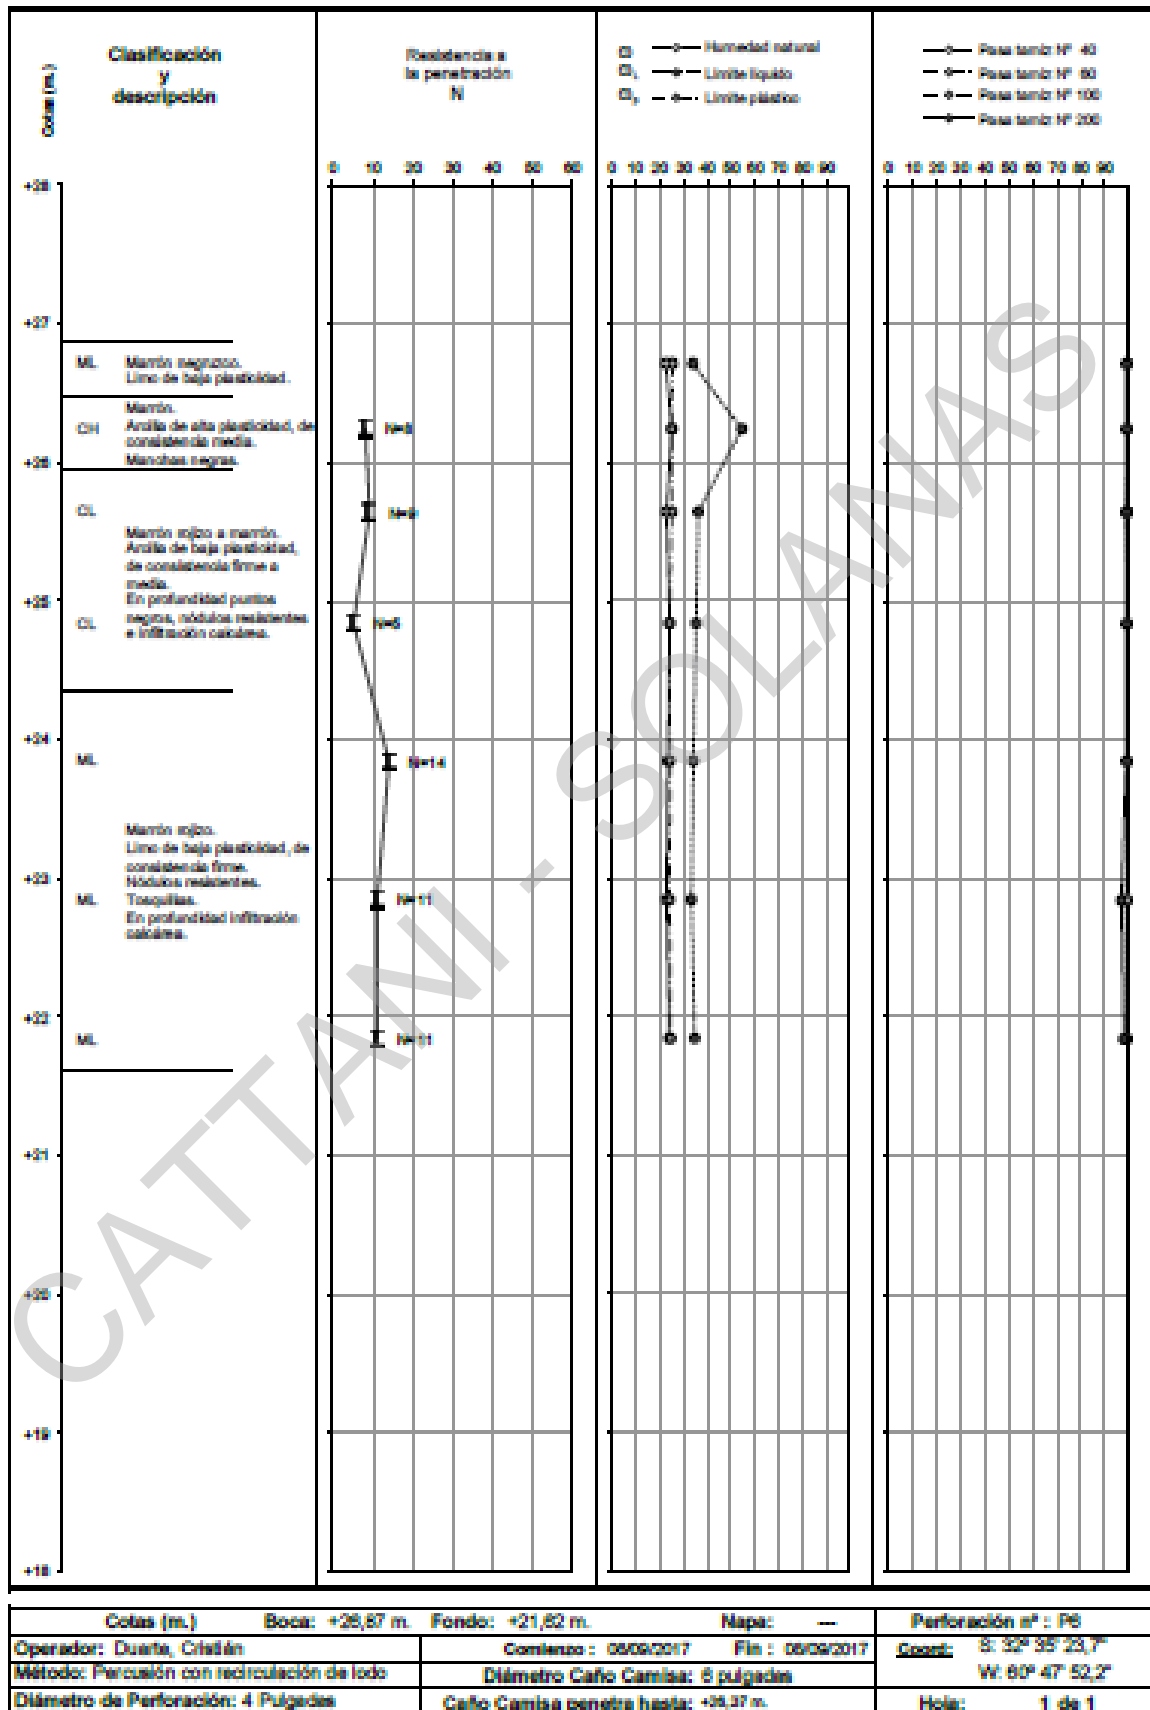 Clasificación
y
descripción
Cotas (m.)
Resistencia a
la penetración
N
Humedad natural
Límite líquido
Límite plástico
Pasa tamiz Nº 40
Pasa tamiz Nº 60
Pasa tamiz Nº 100
Pasa tamiz Nº 200
0 10 20 30 40 50 60
0 10 20 30 40 50 60 70 80 90
0 10 20 30 40 50 60 70 80 90
+28
+27
ML Marrón negruzco.
Limo de baja plasticidad.
Marrón.
CH Arcilla de alta plasticidad, de
consistencia media.
Manchas negras.
N=8
+26
CL
N=9
Marrón rojizo a marrón.
Arcilla de baja plasticidad,
de consistencia firme a
media.
En profundidad puntos
negros, nódulos resistentes
e infiltración calcárea.
+25
CL
N=5
+24
ML
N=14
Marrón rojizo.
Limo de baja plasticidad, de
consistencia firme.
Nódulos resistentes.
Tosquillas.
En profundidad infiltración
calcárea.
+23
ML
N=11
+22
ML
N=11
+21
+20
+19
+18
CATTANI - SOLANAS
Cotas (m.) Boca: +26,87 m. Fondo: +21,62 m. Napa: --- Perforación nº : P6
Operador: Duarte, Cristián Comienzo : 06/09/2017 Fin : 06/09/2017 Coord: S: 32º 35' 23,7"
Método: Percusión con recirculación de lodo Diámetro Caño Camisa: 6 pulgadas W: 60º 47' 52,2"
Diámetro de Perforación: 4 Pulgadas Caño Camisa penetra hasta: +26,37 m. Hoja: 1 de 1